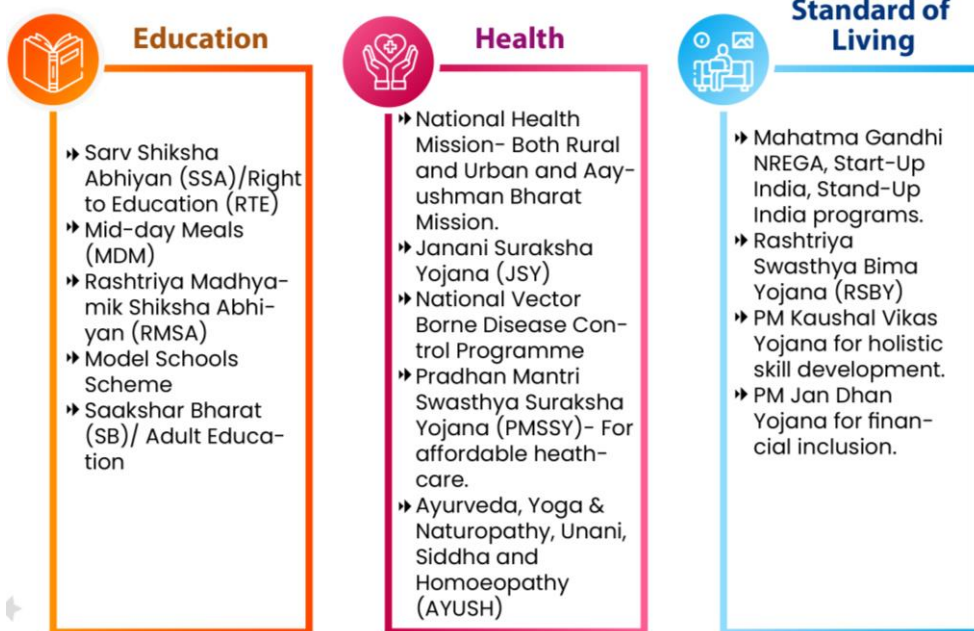 Education
Sarv Shiksha
Abhiyan (SSA)/Right
to Education (RTE)
Mid-day Meals
(MDM)
Rashtriya Madhya-
mik Shiksha Abhi-
yan (RMSA)
Model Schools
Scheme
Saakshar Bharat
(SB)/ Adult Educa-
tion
Health
National Health
Mission- Both Rural
and Urban and Aay-
ushman Bharat
Mission.
Janani Suraksha
Yojana (JSY)
National Vector
Borne Disease Con-
trol Programme
Pradhan Mantri
Swasthya Suraksha
Yojana (PMSSY)- For
affordable heath-
care.
Ayurveda, Yoga &
Naturopathy, Unani,
Siddha and
Homoeopathy
(AYUSH)
Standard of
Living
Mahatma Gandhi
NREGA, Start-Up
India, Stand-Up
India programs.
Rashtriya
Swasthya Bima
Yojana (RSBY)
PM Kaushal Vikas
Yojana for holistic
skill development.
PM Jan Dhan
Yojana for finan-
cial inclusion.